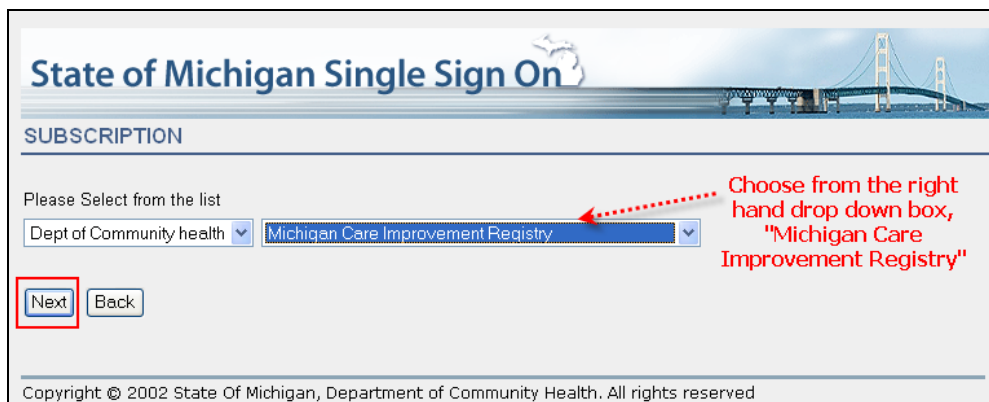 State of Michigan Single Sign On
SUBSCRIPTION
Please Select from the list
Dept of Community health Michigan Care Improvement Registry
Choose from the right
hand drop down box,
"Michigan Care
Improvement Registry"
Next Back
Copyright © 2002 State Of Michigan, Department of Community Health. All rights reserved